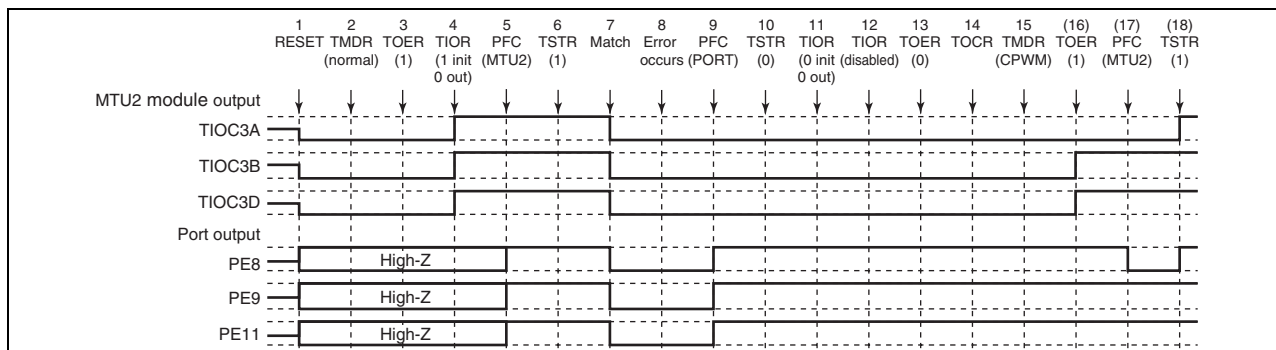 1 2 3 4 5 6 7 8 9 10 11 12 13 14 15 (16) (17) (18)
RESET TMDR TOER TIOR PFC TSTR Match Error PFC TSTR TIOR TIOR TOER TOCR TMDR TOER PFC TSTR
(normal) (1) (1 init (MTU2) (1) occurs (PORT) (0) (0 init (disabled) (0) (CPWM) (1) (MTU2) (1)
0 out) 0 out)
MTU2 module output
TIOC3A
TIOC3B
TIOC3D
Port output
PE8 High-Z
PE9 High-Z
PE11 High-Z